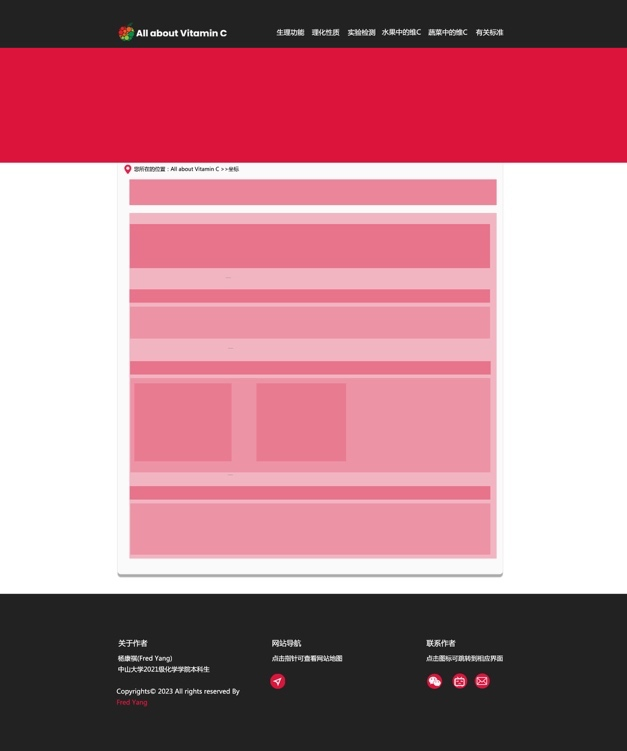 All about Vitamin C
生理功能 理化性质 实验检测 水果中的维C 蔬菜中的维C 有关标准
您所在的位置：All about Vitamin C >>坐标
关于作者
杨康祺(Fred Yang)
中山大学2021级化学学院本科生
Copyrights© 2023 All rights reserved By
Fred Yang
网站导航
点击指针可查看网站地图
联系作者
点击图标可跳转到相应界面